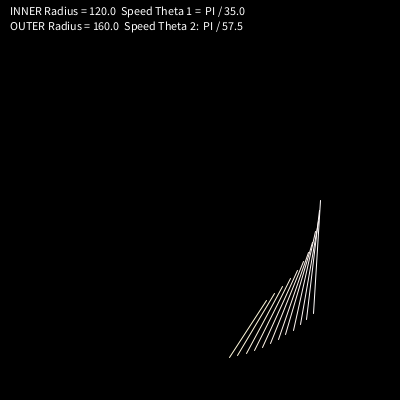 INNER Radius = 120.0  Speed Theta 1 =  PI / 35.0
OUTER Radius = 160.0  Speed Theta 2:  PI / 57.5